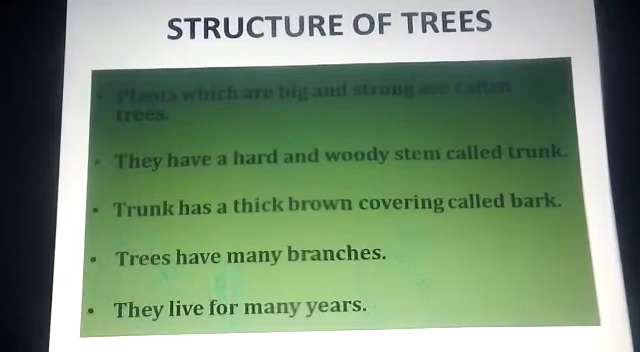 STRUCTURE OF TREES
• Plants which are big and strong are called
trees.
• They have a hard and woody stem called trunk.
• Trunk has a thick brown covering called bark.
• Trees have many branches.
• They live for many years.